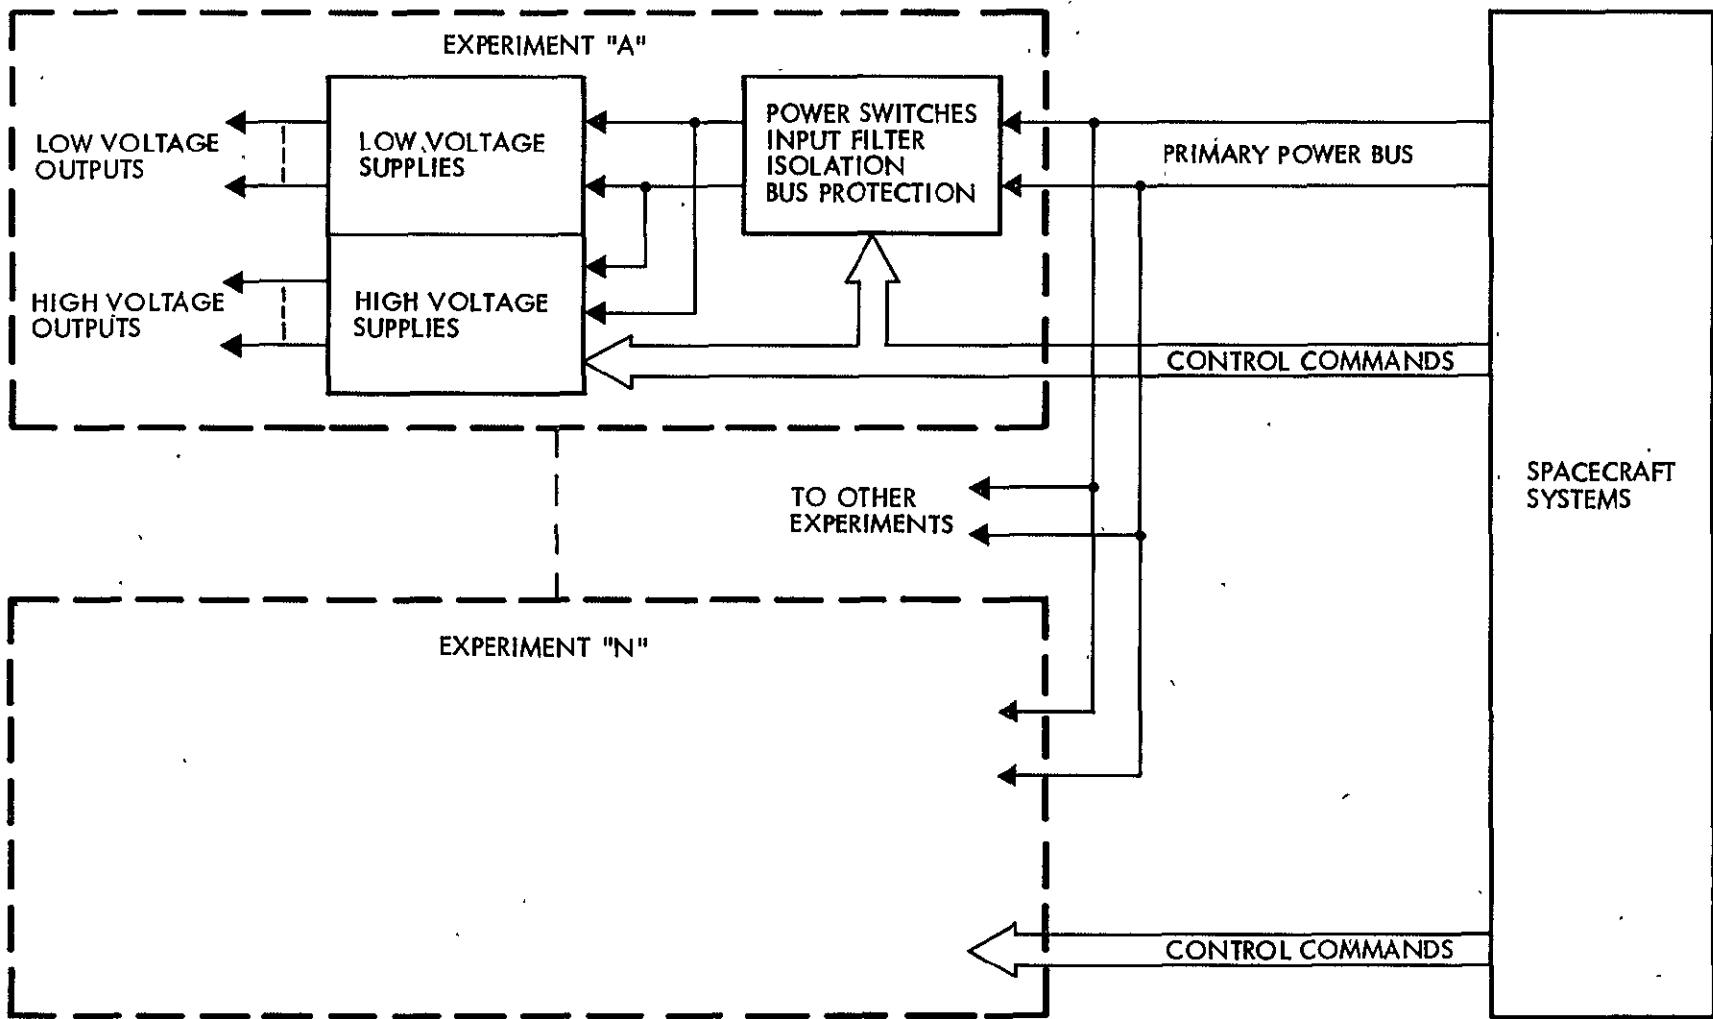 EXPERIMENT "A"
LOW VOLTAGE
OUTPUTS
LOW VOLTAGE
SUPPLIES
POWER SWITCHES
INPUT FILTER
ISOLATION
BUS PROTECTION
PRIMARY POWER BUS
HIGH VOLTAGE
OUTPUTS
HIGH VOLTAGE
SUPPLIES
CONTROL COMMANDS
TO OTHER
EXPERIMENTS
SPACECRAFT
SYSTEMS
EXPERIMENT "N"
CONTROL COMMANDS